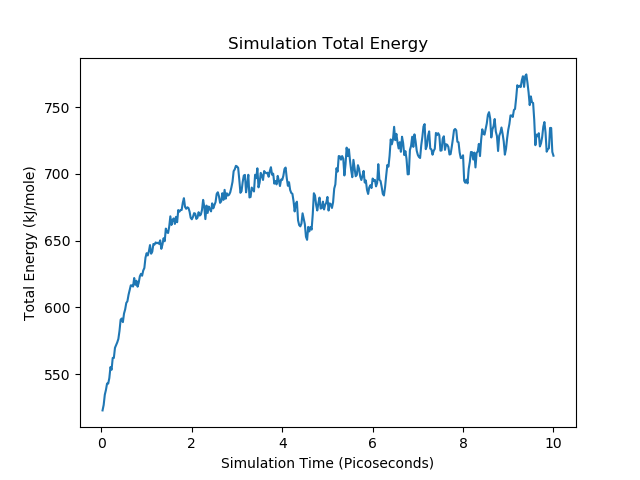 Simulation Total Energy
Total Energy (kJ/mole)
750
700
650
600
550
0 2 4 6 8 10
Simulation Time (Picoseconds)